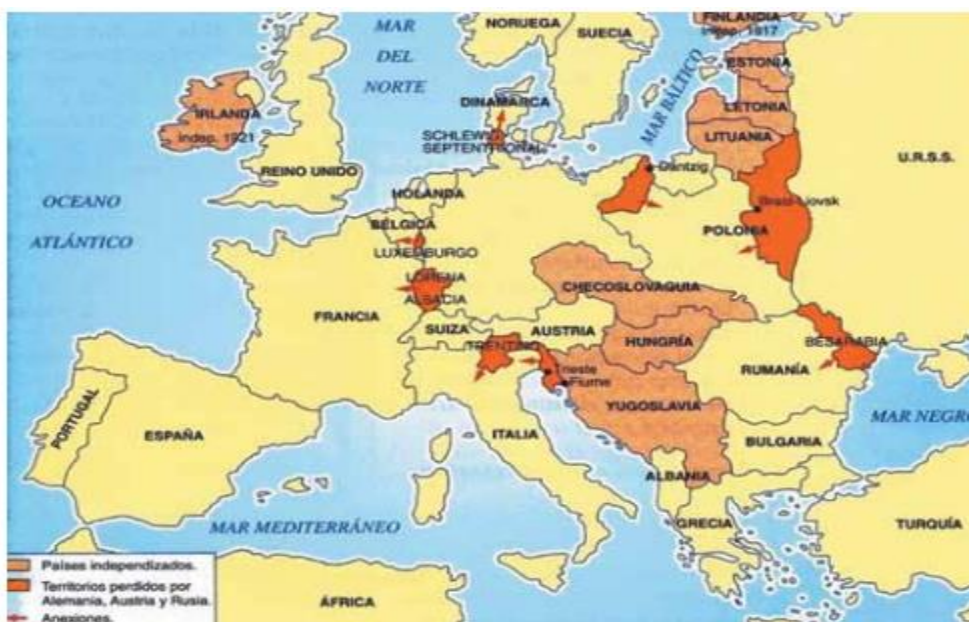 MAR
DEL
NORTE
NORUEGA
SUECIA
FINLANDIA
indep. 1917
ESTONIA
LETONIA
LITUANIA
MAR BÁLTICO
IRLANDA
indep. 1921
REINO UNIDO
DINAMARCA
SCHLEWIG
SEPTENTRIONAL
Dantzig
U.R.S.S.
OCEANO
ATLÁNTICO
HOLANDA
BÉLGICA
LUXEMBURGO
LORENA
ALSACIA
Brest-Litovsk
POLONIA
CHECOSLOVAQUIA
FRANCIA
SUIZA
AUSTRIA
HUNGRÍA
TRENTINO
Trieste
Fiume
BESARABIA
RUMANÍA
PORTUGAL
ESPAÑA
ITALIA
YUGOSLAVIA
BULGARIA
MAR NEGRO
ALBANIA
GRECIA
TURQUÍA
MAR MEDITERRÁNEO
ÁFRICA
Países independizados.
Territorios perdidos por
Alemania, Austria y Rusia.
Anexiones.